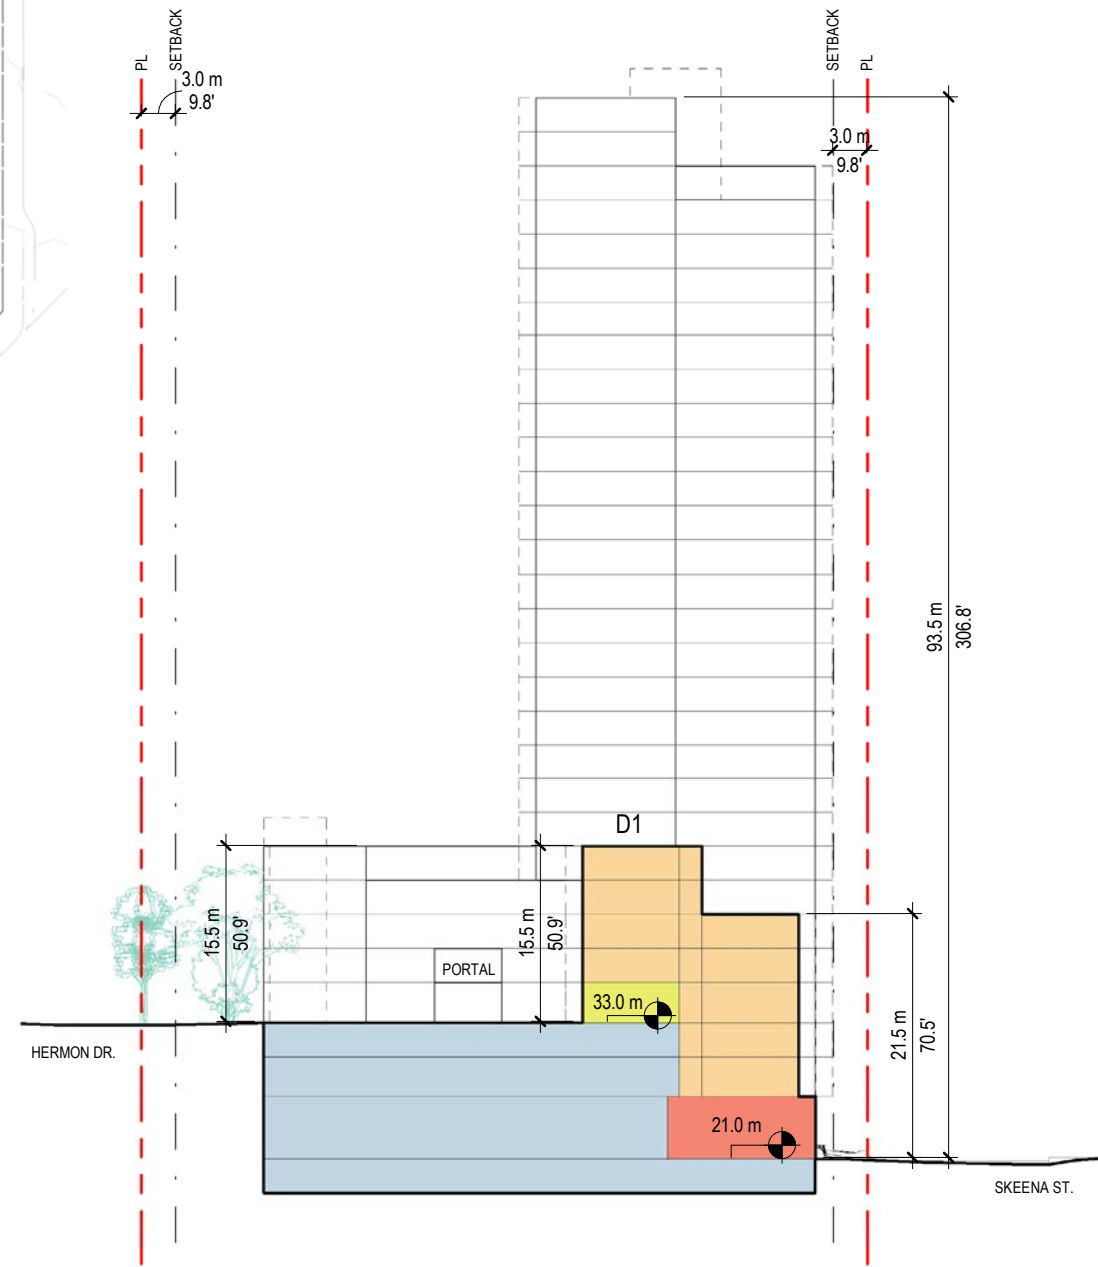 PL
SETBACK
3.0 m
9.8'
SETBACK
PL
3.0 m
9.8'
93.5 m
306.8'
D1
15.5 m
50.9'
15.5 m
50.9'
PORTAL
33.0 m
21.5 m
70.5'
HERMON DR.
21.0 m
SKEENA ST.